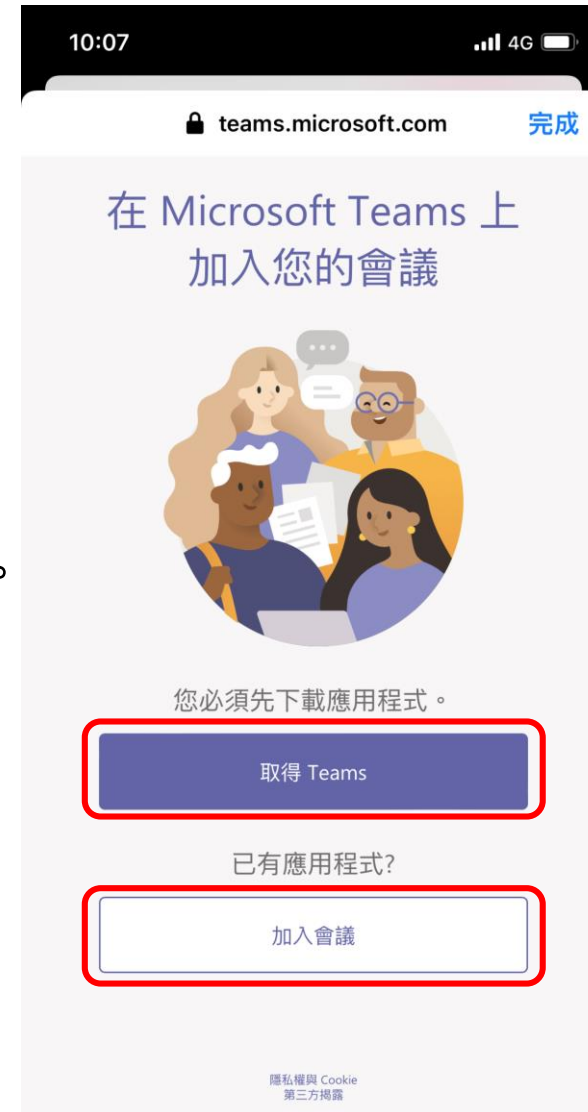 10:07
4G
teams.microsoft.com
完成
在 Microsoft Teams 上
加入您的會議
。
您必須先下載應用程式。
取得 Teams
已有應用程式?
加入會議
隱私權與 Cookie
第三方揭露